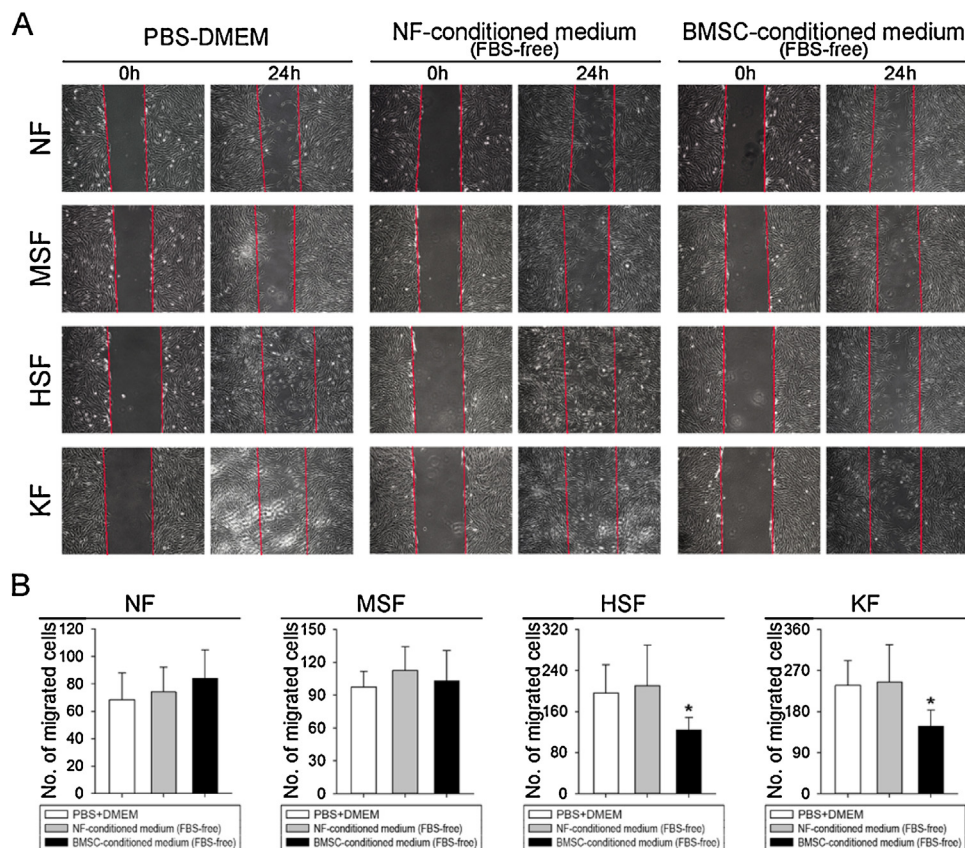 A
PBS-DMEM
NF-conditioned medium
(FBS-free)
BMSC-conditioned medium
(FBS-free)
0h 24h 0h 24h 0h 24h
NF
MSF
HSF
KF
B
NF
No. of migrated cells
120
100
80
60
40
20
0
PBS+DMEM
NF-conditioned medium (FBS-free)
BMSC-conditioned medium (FBS-free)
MSF
No. of migrated cells
150
120
90
60
30
0
PBS+DMEM
NF-conditioned medium (FBS-free)
BMSC-conditioned medium (FBS-free)
HSF
No. of migrated cells
320
240
160
80
0
*
PBS+DMEM
NF-conditioned medium (FBS-free)
BMSC-conditioned medium (FBS-free)
KF
No. of migrated cells
360
270
180
90
0
*
PBS+DMEM
NF-conditioned medium (FBS-free)
BMSC-conditioned medium (FBS-free)